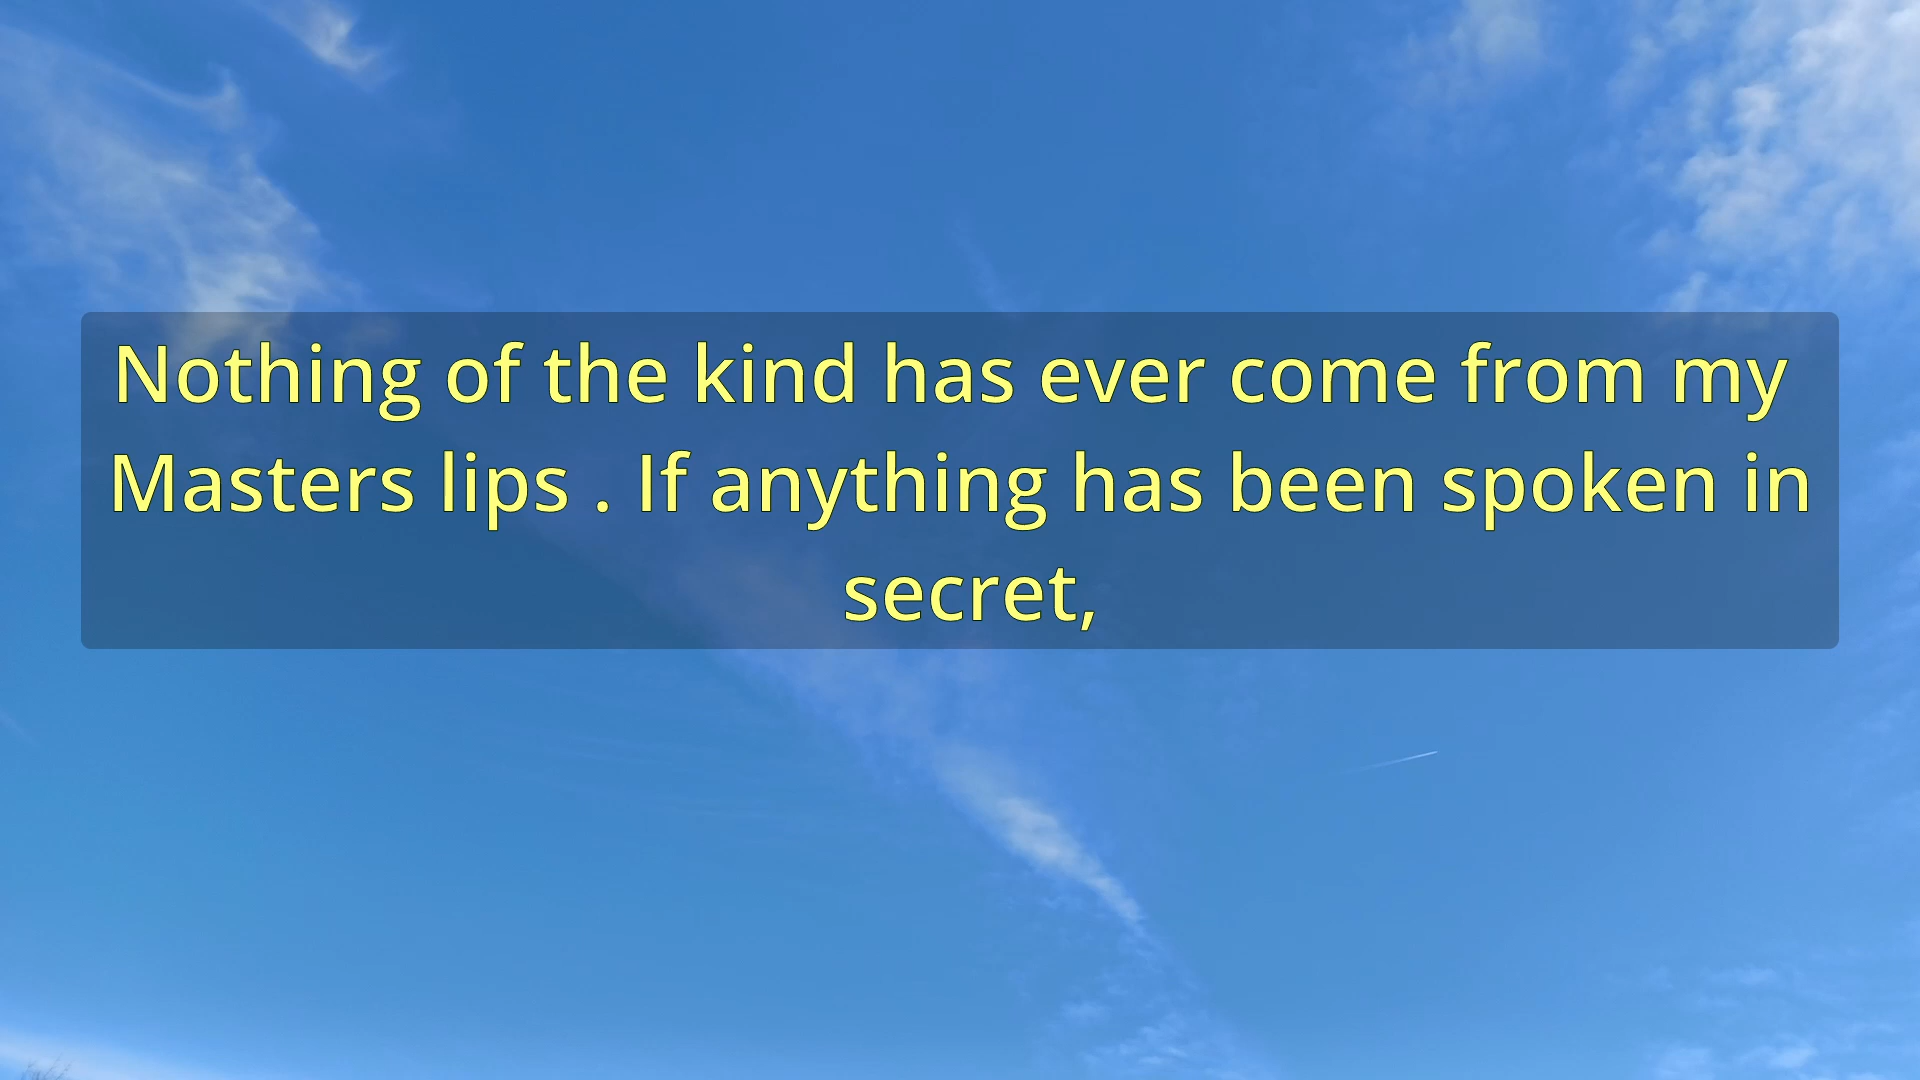 Nothing of the kind has ever come from my
Masters lips . If anything has been spoken in
secret,